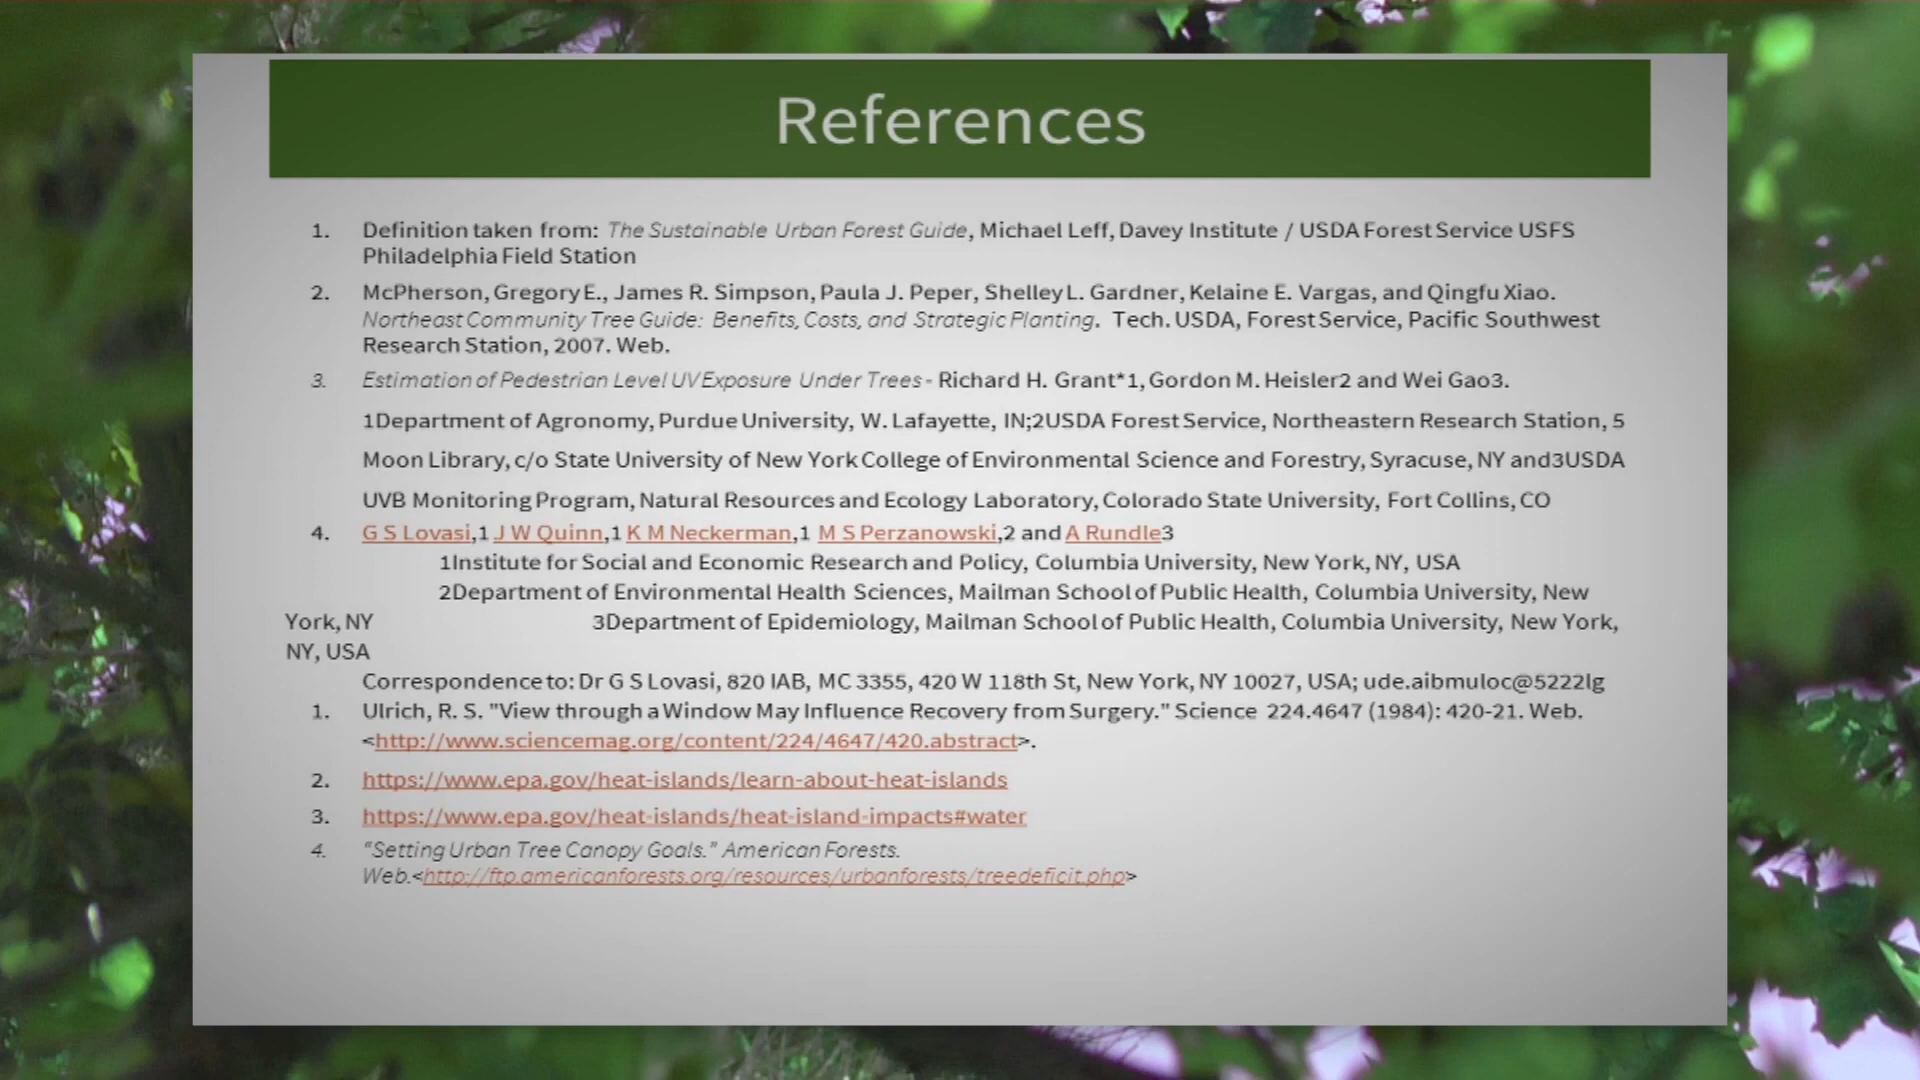 References
1. Definition taken from: The Sustainable Urban Forest Guide, Michael Leff, Davey Institute / USDA Forest Service USFS
Philadelphia Field Station
2. McPherson, Gregory E., James R. Simpson, Paula J. Peper, Shelley L. Gardner, Kelaine E. Vargas, and Qingfu Xiao.
Northeast Community Tree Guide: Benefits, Costs, and Strategic Planting. Tech. USDA, Forest Service, Pacific Southwest
Research Station, 2007. Web.
3. Estimation of Pedestrian Level UV Exposure Under Trees - Richard H. Grant*1, Gordon M. Heisler2 and Wei Gao3.
1Department of Agronomy, Purdue University, W. Lafayette, IN;2USDA Forest Service, Northeastern Research Station, 5
Moon Library, c/o State University of New York College of Environmental Science and Forestry, Syracuse, NY and3USDA
UVB Monitoring Program, Natural Resources and Ecology Laboratory, Colorado State University, Fort Collins, CO
4. G S Lovasi,1 J W Quinn,1 K M Neckerman,1 M S Perzanowski,2 and A Rundle3
1Institute for Social and Economic Research and Policy, Columbia University, New York, NY, USA
2Department of Environmental Health Sciences, Mailman School of Public Health, Columbia University, New
York, NY 3Department of Epidemiology, Mailman School of Public Health, Columbia University, New York,
NY, USA
Correspondence to: Dr G S Lovasi, 820 IAB, MC 3355, 420 W 118th St, New York, NY 10027, USA; ude.aibmuloc@5222lg
1. Ulrich, R. S. "View through a Window May Influence Recovery from Surgery." Science 224.4647 (1984): 420-21. Web.
<http://www.sciencemag.org/content/224/4647/420.abstract>.
2. https://www.epa.gov/heat-islands/learn-about-heat-islands
3. https://www.epa.gov/heat-islands/heat-island-impacts#water
4. "Setting Urban Tree Canopy Goals." American Forests.
Web.<http://ftp.americanforests.org/resources/urbanforests/treedeficit.php>